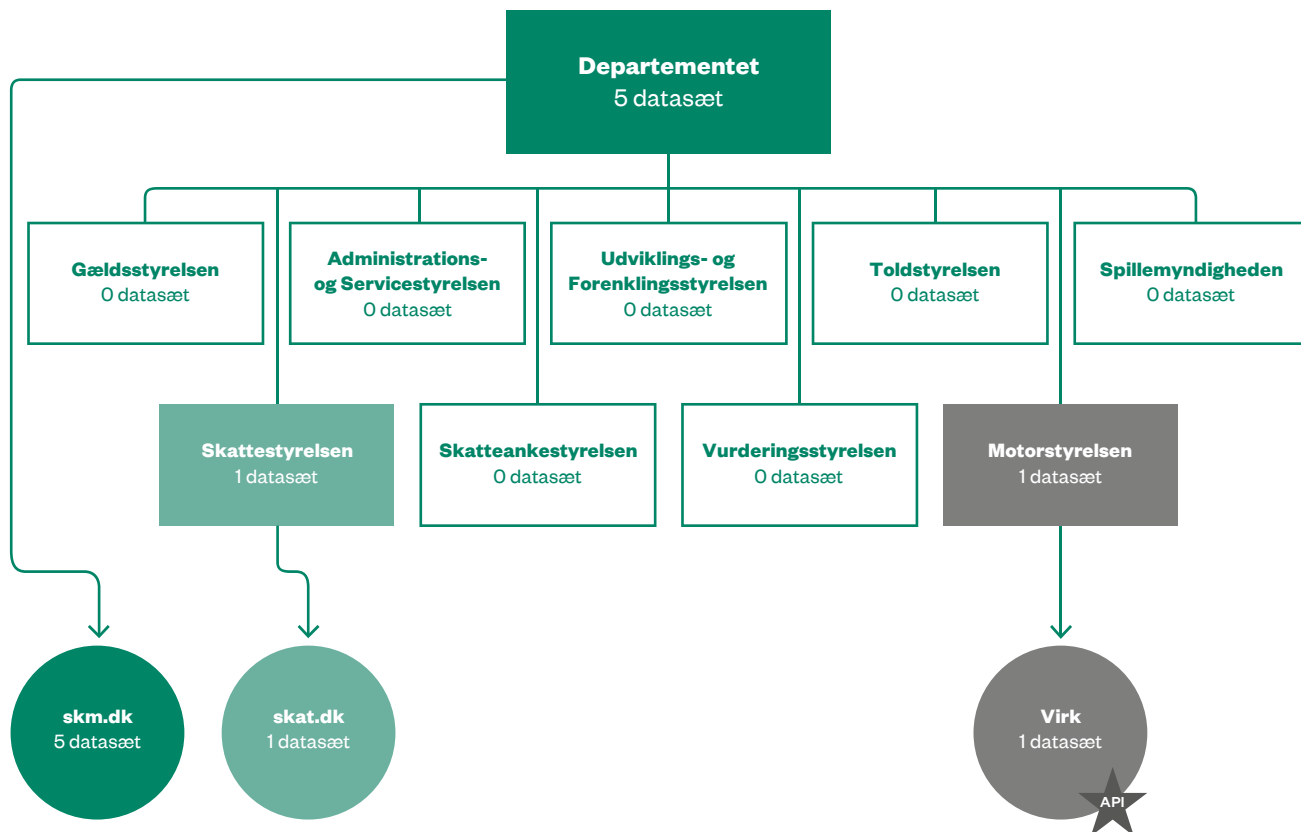 Departementet
5 datasæt
Gældsstyrelsen
0 datasæt
Administrations-
og Servicestyrelsen
0 datasæt
Udviklings- og
Forenklingsstyrelsen
0 datasæt
Toldstyrelsen
0 datasæt
Spillemyndigheden
0 datasæt
Skattestyrelsen
1 datasæt
Skatteankestyrelsen
0 datasæt
Vurderingsstyrelsen
0 datasæt
Motorstyrelsen
1 datasæt
skm.dk
5 datasæt
skat.dk
1 datasæt
Virk
1 datasæt
API